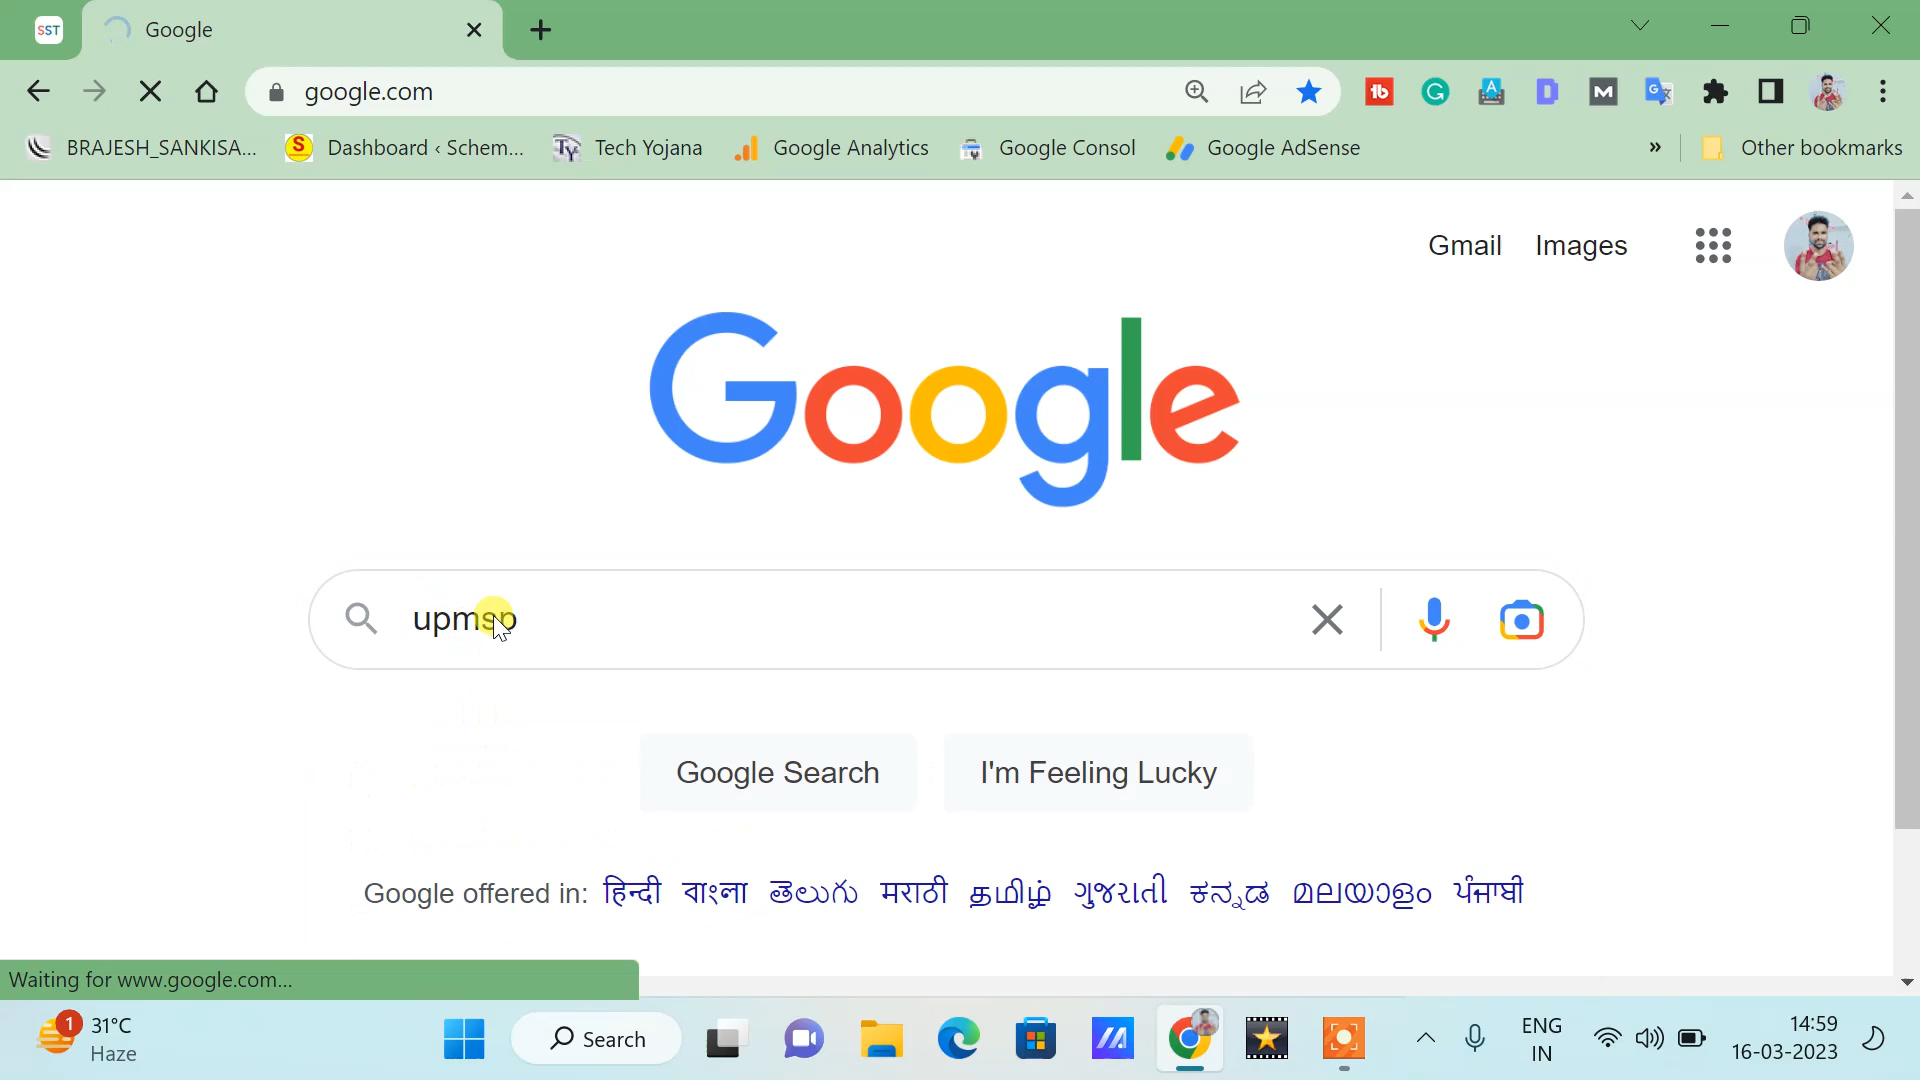 SST Google
google.com
BRAJESH_SANKISA... Dashboard ‹ Schem... Tech Yojana Google Analytics Google Consol Google AdSense » Other bookmarks
Gmail Images
Google
upmsp
Google Search I'm Feeling Lucky
Google offered in: हिन्दी বাংলা తెలుగు मराठी தமிழ் ગુજરાતી ಕನ್ನಡ മലയാളം ਪੰਜਾਬੀ
Waiting for www.google.com...
1 31°C Haze
Search
ENG IN
14:59
16-03-2023